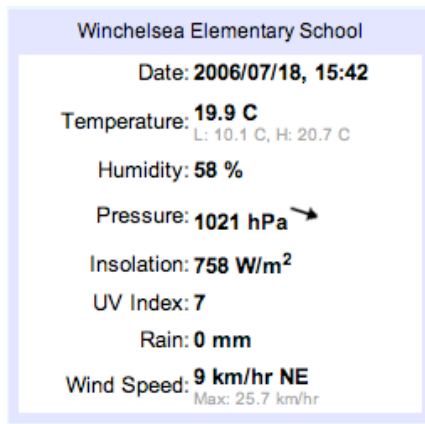 Winchelsea Elementary School
Date: 2006/07/18, 15:42
Temperature: 19.9 C
L: 10.1 C, H: 20.7 C
Humidity: 58 %
Pressure: 1021 hPa
Insolation: 758 W/m²
UV Index: 7
Rain: 0 mm
Wind Speed: 9 km/hr NE
Max: 25.7 km/hr